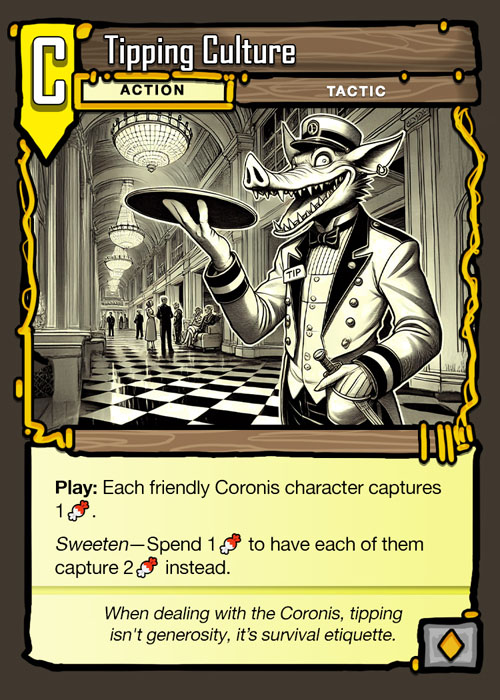 C
Tipping Culture
ACTION
TACTIC
TIP
Play: Each friendly Coronis character captures
1.
Sweeten—Spend 1 to have each of them
capture 2 instead.
When dealing with the Coronis, tipping
isn't generosity, it's survival etiquette.